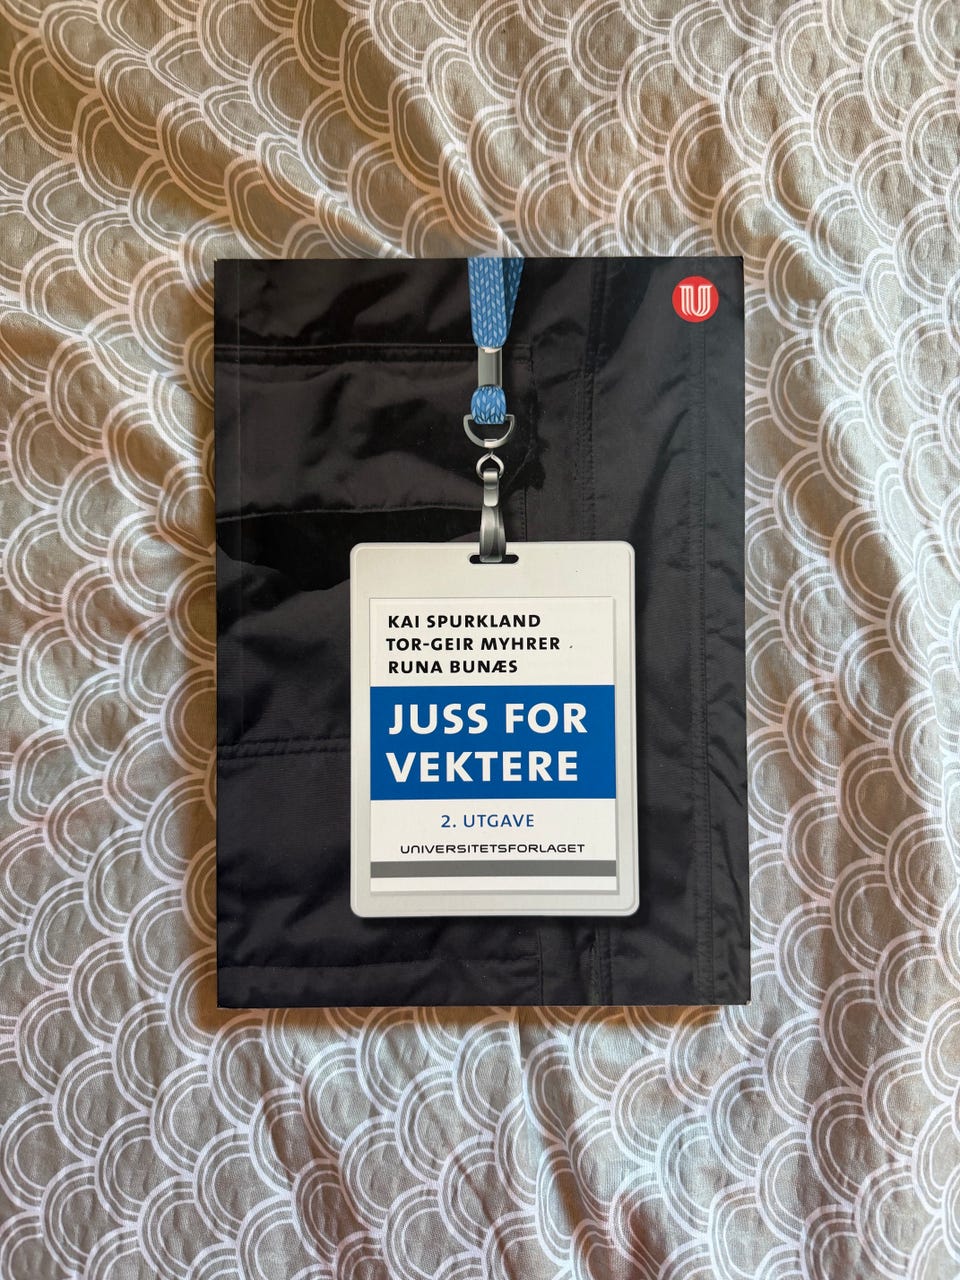 KAI SPURKLAND
TOR-GEIR MYHRER
RUNA BUNÆS
JUSS FOR
VEKTERE
2. UTGAVE
UNIVERSITETSFORLAGET